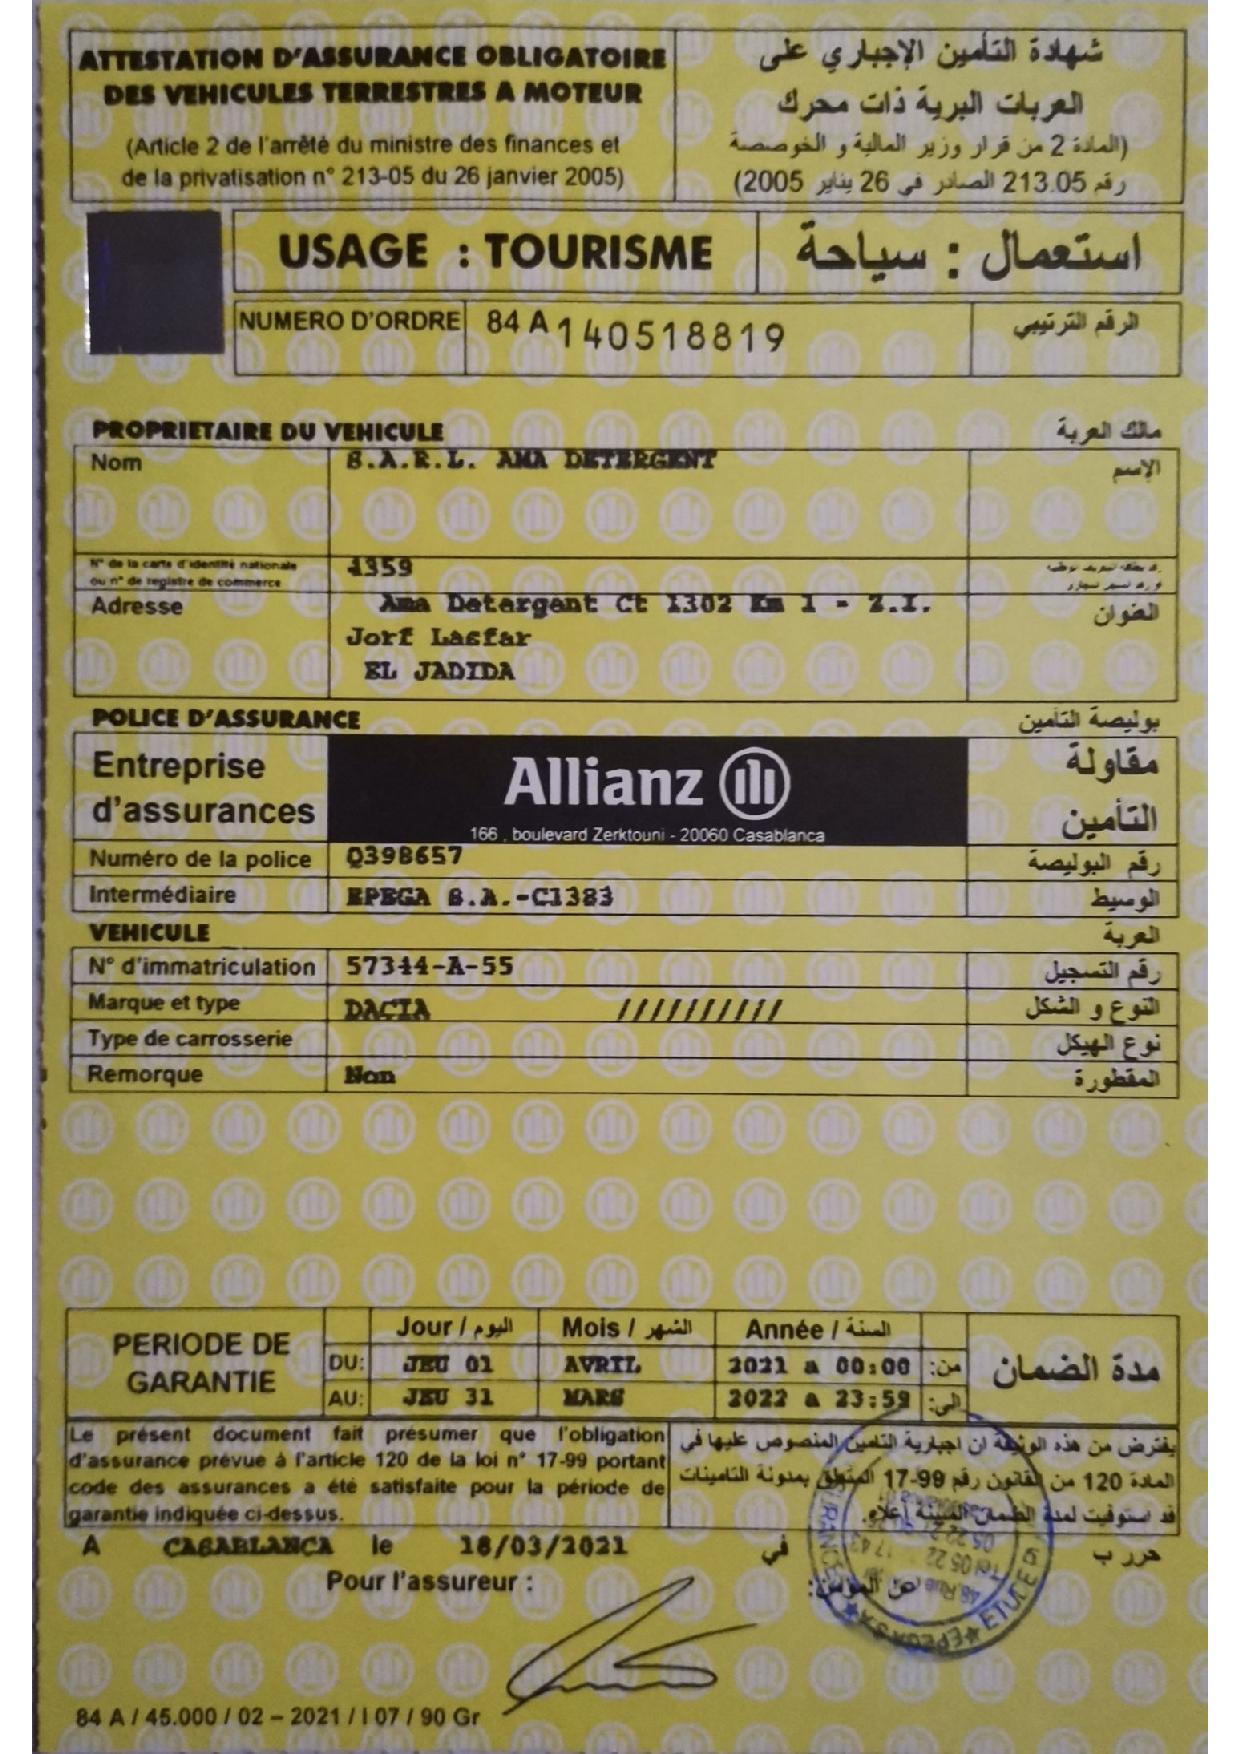 ATTESTATION D'ASSURANCE OBLIGATOIRE
DES VEHICULES TERRESTRES A MOTEUR
(Article 2 de l'arrêté du ministre des finances et
de la privatisation n° 213-05 du 26 janvier 2005)
شهادة التأمين الإجباري على
العربات البرية ذات محرك
(المادة 2 من قرار وزير المالية و الخوصصة
رقم 213.05 الصادر في 26 يناير 2005)
USAGE : TOURISME
استعمال : سياحة
NUMERO D'ORDRE 84 A 140518819 الرقم الترتيبي
PROPRIETAIRE DU VEHICULE مالك العربة
Nom S.A.R.L. AMA DETERGENT الإسم
N° de la carte d'identité nationale
ou n° de registre de commerce
4359
Adresse Ama Detergent Ct 1302 Km 1 - Z.I. العنوان
Jorf Lasfar
EL JADIDA
POLICE D'ASSURANCE بوليصة التأمين
Entreprise
d'assurances
Allianz
166, boulevard Zerktouni - 20060 Casablanca
مقاولة
التأمين
Numéro de la police Q398657 رقم البوليصة
Intermédiaire EPEGA S.A.-C1383 الوسيط
VEHICULE العربة
N° d'immatriculation 57344-A-55 رقم التسجيل
Marque et type DACIA ////////// النوع و الشكل
Type de carrosserie نوع الهيكل
Remorque Non المقطورة
PERIODE DE
GARANTIE
Jour / اليوم Mois / الشهر Année / السنة
DU: JEU 01 AVRIL 2021 a 00:00 من:
AU: JEU 31 MARS 2022 a 23:59 إلى:
مدة الضمان
Le présent document fait présumer que l'obligation
d'assurance prévue à l'article 120 de la loi n° 17-99 portant
code des assurances a été satisfaite pour la période de
garantie indiquée ci-dessus.
يفترض من هذه الوثيقة ان اجبارية التامين المنصوص عليها في
المادة 120 من القانون رقم 99-17 المتعلق بمدونة التامينات
قد استوفيت لمدة الضمان المبينة أعلاه.
A CASABLANCA le 18/03/2021 في حرر ب
Pour l'assureur : عن المؤمن:
EPEGA S.A
84 A / 45.000 / 02 – 2021 / I 07 / 90 Gr